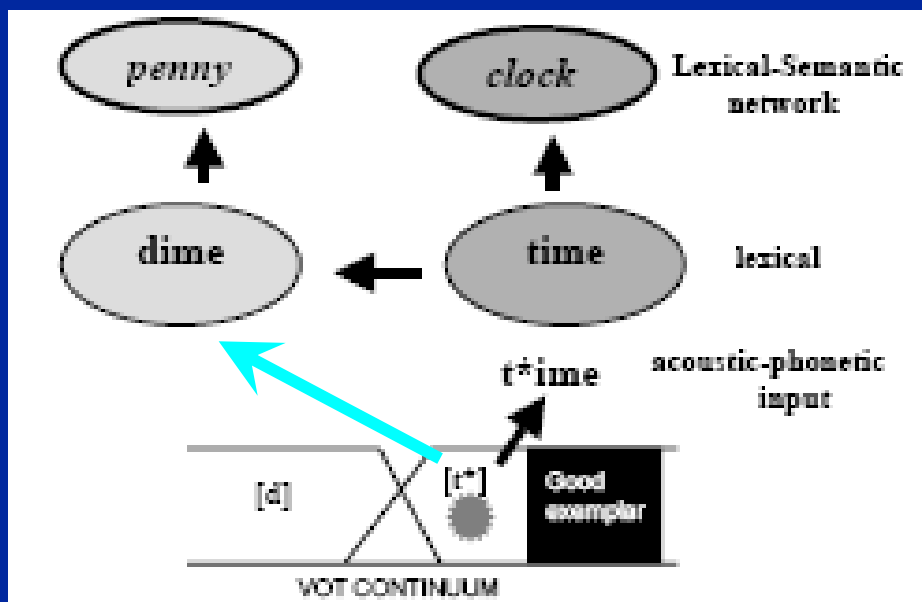 penny
clock
Lexical-Semantic
network
dime
time
lexical
t*ime
acoustic-phonetic
input
[d]
[t*]
Good
exemplar
VOT CONTINUUM